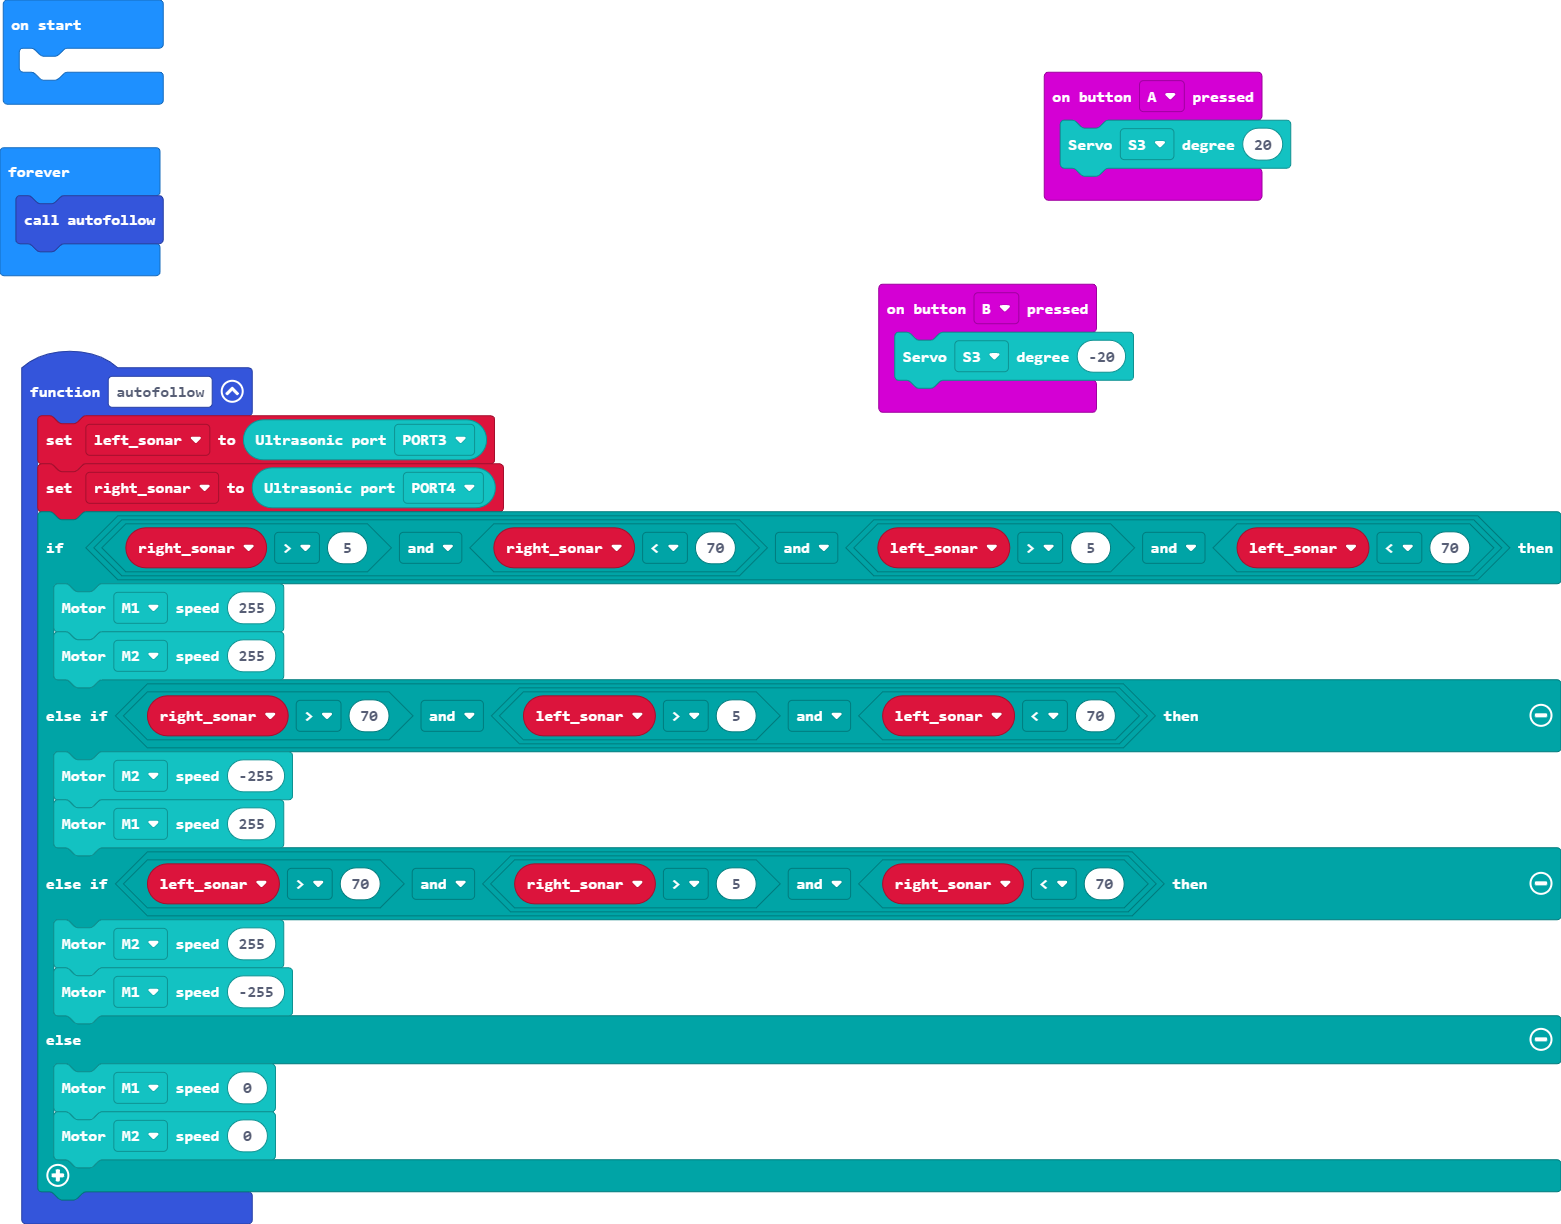 on start
forever
call autofollow
on button A pressed
Servo S3 degree 20
on button B pressed
Servo S3 degree -20
function autofollow
set left_sonar to Ultrasonic port PORT3
set right_sonar to Ultrasonic port PORT4
if right_sonar > 5 and right_sonar < 70 and left_sonar > 5 and left_sonar < 70 then
Motor M1 speed 255
Motor M2 speed 255
else if right_sonar > 70 and left_sonar > 5 and left_sonar < 70 then
Motor M2 speed -255
Motor M1 speed 255
else if left_sonar > 70 and right_sonar > 5 and right_sonar < 70 then
Motor M2 speed 255
Motor M1 speed -255
else
Motor M1 speed 0
Motor M2 speed 0